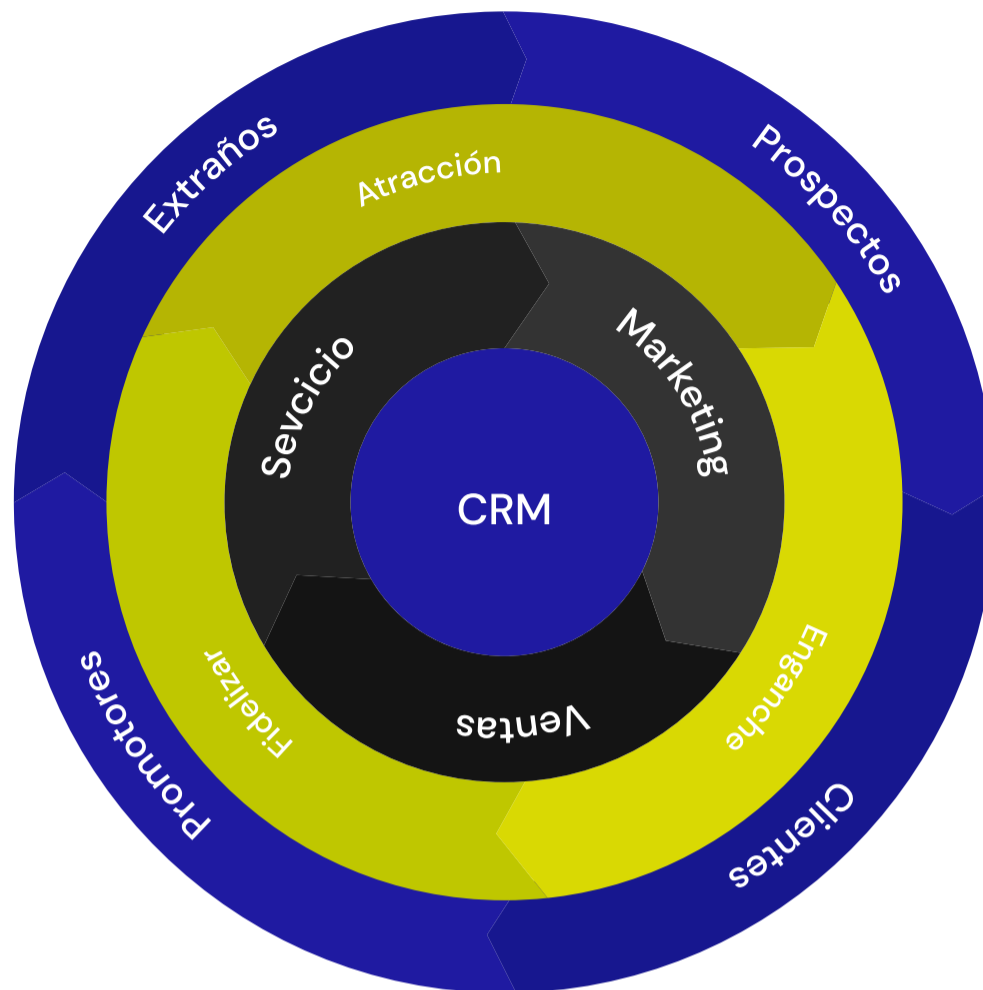 Extraños
Prospectos
Clientes
Promotores
Atracción
Enganche
Fidelizar
Sevcicio
Marketing
Ventas
CRM